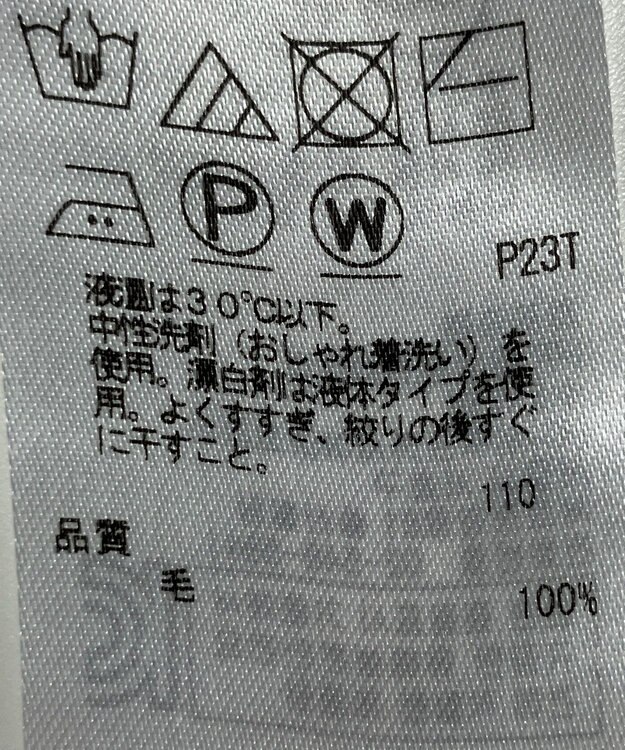 P
W
P23T
液温は30℃以下。
中性洗剤（おしゃれ着洗い）を
使用。漂白剤は液体タイプを使
用。よくすすぎ、絞りの後すぐ
に干すこと。
110
品質
毛 100%